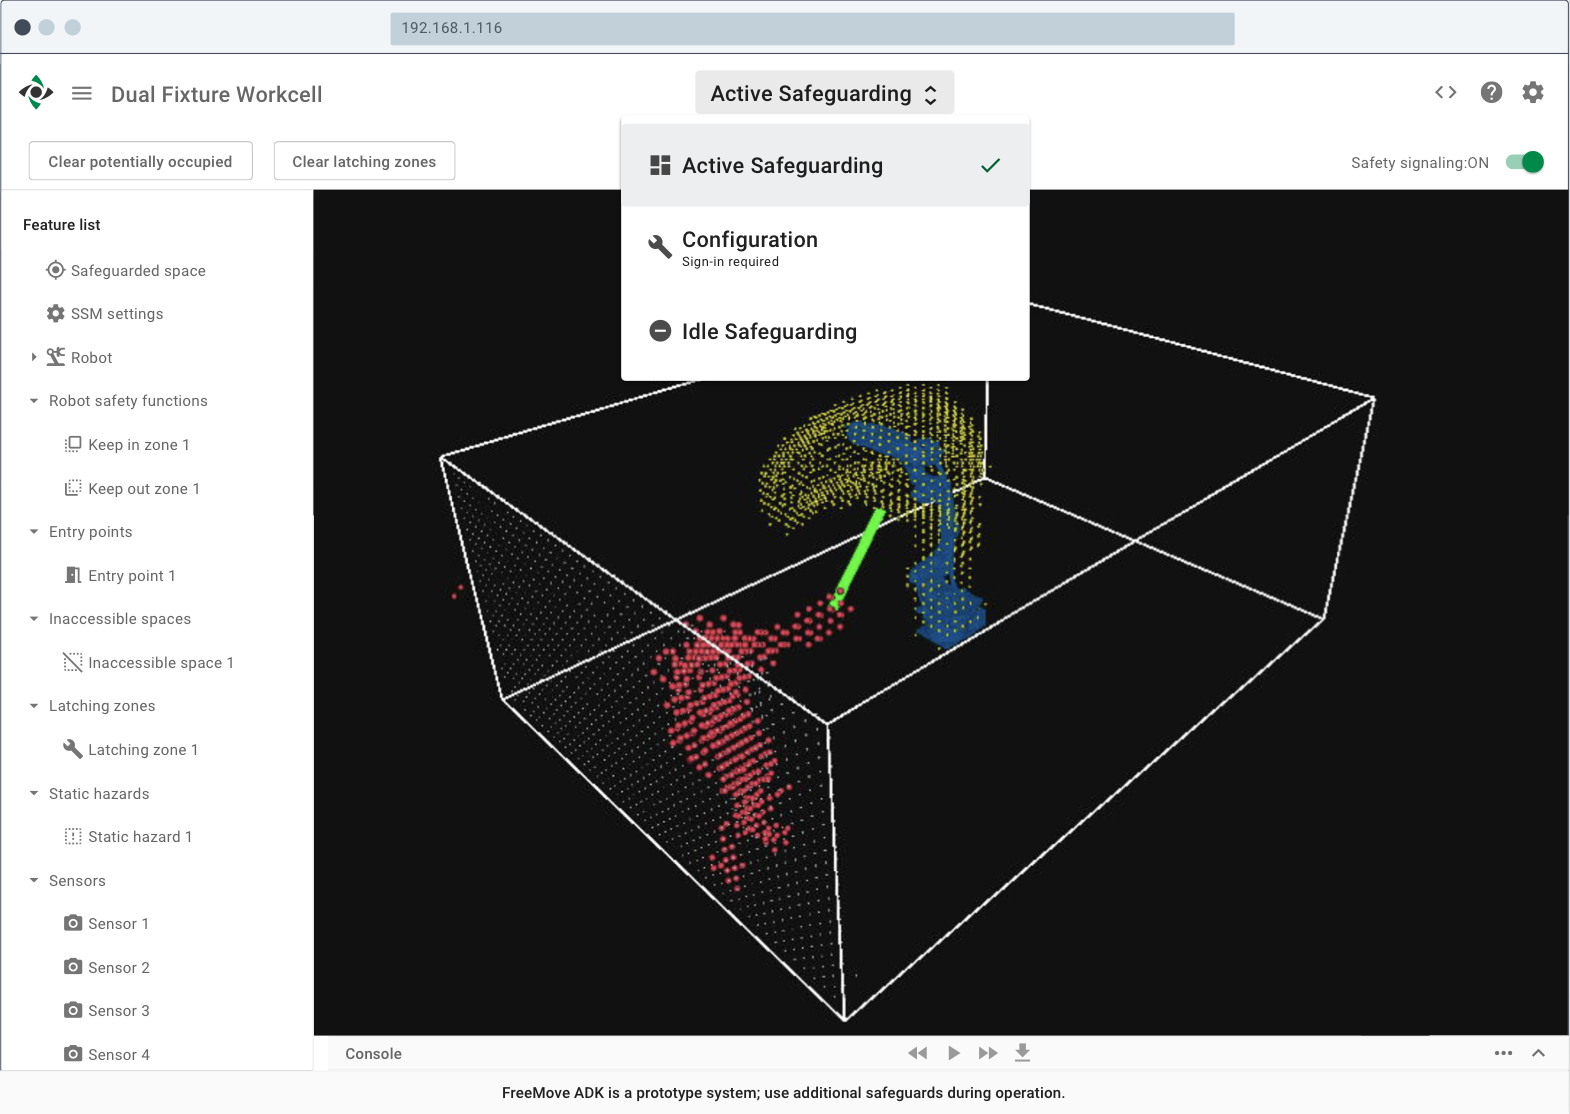 192.168.1.116
Dual Fixture Workcell
Active Safeguarding
Clear potentially occupied
Clear latching zones
Active Safeguarding
Safety signaling:ON
Configuration
Sign-in required
Idle Safeguarding
Feature list
Safeguarded space
SSM settings
Robot
Robot safety functions
Keep in zone 1
Keep out zone 1
Entry points
Entry point 1
Inaccessible spaces
Inaccessible space 1
Latching zones
Latching zone 1
Static hazards
Static hazard 1
Sensors
Sensor 1
Sensor 2
Sensor 3
Sensor 4
Console
FreeMove ADK is a prototype system; use additional safeguards during operation.